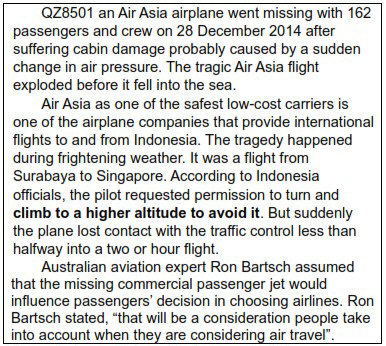 QZ8501 an Air Asia airplane went missing with 162
passengers and crew on 28 December 2014 after
suffering cabin damage probably caused by a sudden
change in air pressure. The tragic Air Asia flight
exploded before it fell into the sea.
Air Asia as one of the safest low-cost carriers is
one of the airplane companies that provide international
flights to and from Indonesia. The tragedy happened
during frightening weather. It was a flight from
Surabaya to Singapore. According to Indonesia
officials, the pilot requested permission to turn and
climb to a higher altitude to avoid it. But suddenly
the plane lost contact with the traffic control less than
halfway into a two or hour flight.
Australian aviation expert Ron Bartsch assumed
that the missing commercial passenger jet would
influence passengers’ decision in choosing airlines. Ron
Bartsch stated, “that will be a consideration people take
into account when they are considering air travel”.